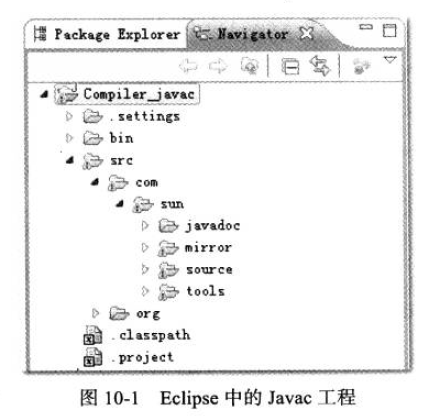 Package Explorer Navigator
Compiler_javac
.settings
bin
src
com
sun
javadoc
mirror
source
tools
org
.classpath
.project
图 10-1 Eclipse 中的 Javac 工程